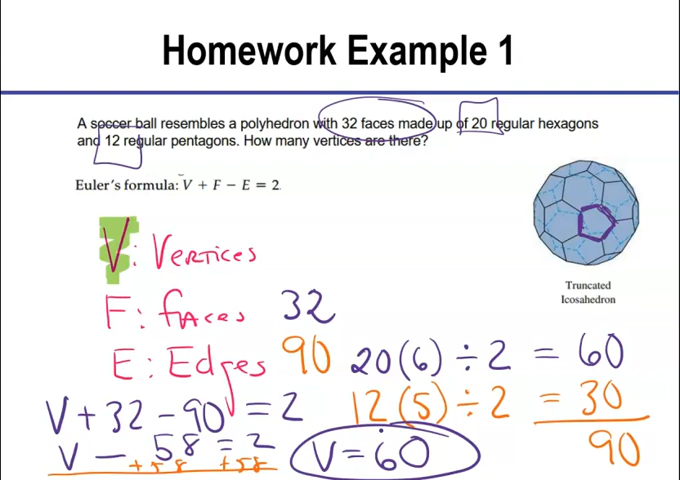 Homework Example 1
A soccer ball resembles a polyhedron with 32 faces made up of 20 regular hexagons
and 12 regular pentagons. How many vertices are there?
Euler's formula: V + F − E = 2
V: Vertices
F: faces 32
E: Edges 90
20(6) ÷ 2 = 60
12(5) ÷ 2 = 30
90
V + 32 − 90 = 2
V − 58 = 2
+58 +58
V = 60
Truncated
Icosahedron